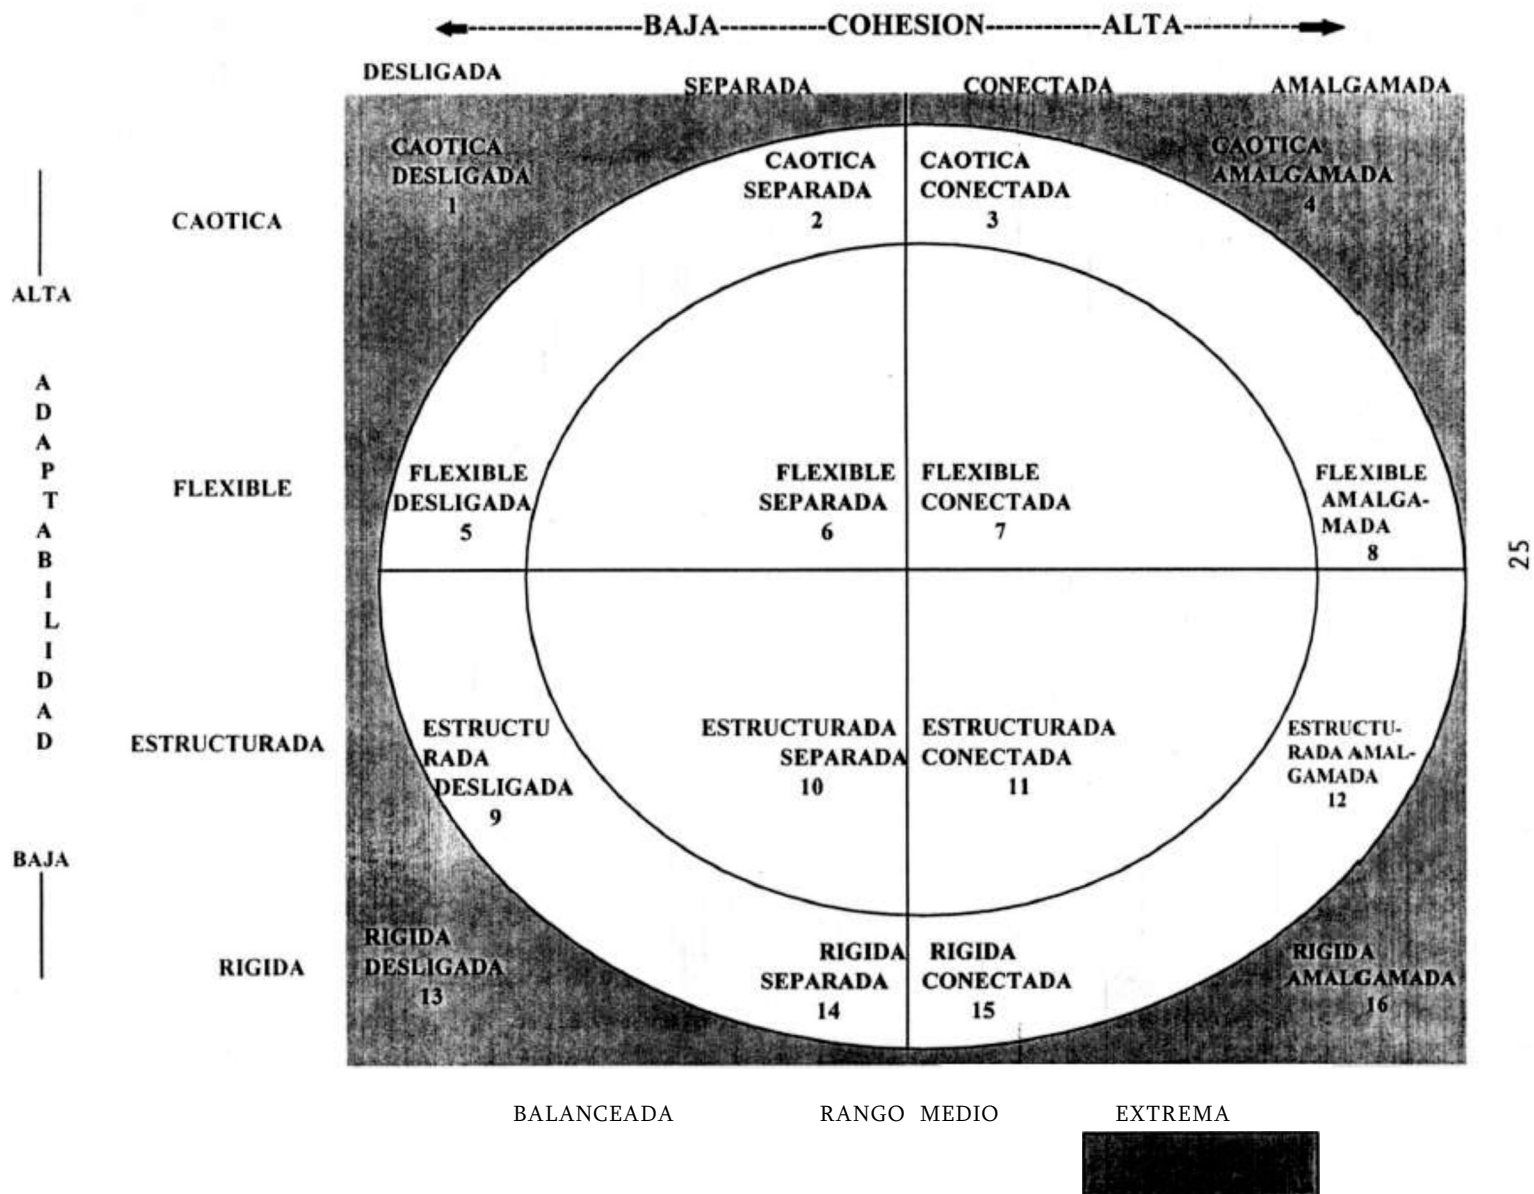 BAJA COHESION ALTA
DESLIGADA
SEPARADA
CONECTADA
AMALGAMADA
CAOTICA
DESLIGADA
1
CAOTICA
SEPARADA
2
CAOTICA
CONECTADA
3
CAOTICA
AMALGAMADA
4
CAOTICA
ALTA
ADAPTABILIDAD
FLEXIBLE
FLEXIBLE
DESLIGADA
5
FLEXIBLE
SEPARADA
6
FLEXIBLE
CONECTADA
7
FLEXIBLE
AMALGA-
MADA
8
25
ESTRUCTURADA
ESTRUCTU
RADA
DESLIGADA
9
ESTRUCTURADA
SEPARADA
10
ESTRUCTURADA
CONECTADA
11
ESTRUCTU-
RADA AMAL-
GAMADA
12
BAJA
RIGIDA
RIGIDA
DESLIGADA
13
RIGIDA
SEPARADA
14
RIGIDA
CONECTADA
15
RIGIDA
AMALGAMADA
16
BALANCEADA RANGO MEDIO EXTREMA